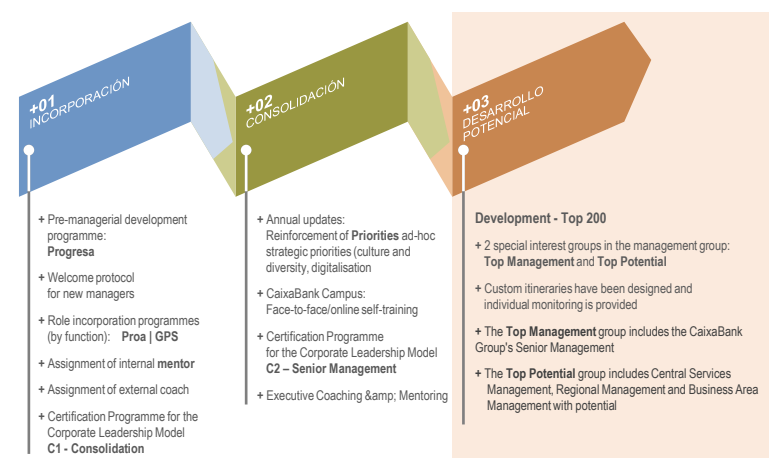 +01
INCORPORACIÓN
+ Pre-managerial development
programme:
Progresa
+ Welcome protocol
for new managers
+ Role incorporation programmes
(by function): Proa | GPS
+ Assignment of internal mentor
+ Assignment of external coach
+ Certification Programme for the
Corporate Leadership Model
C1 - Consolidation
+02
CONSOLIDACIÓN
+ Annual updates:
Reinforcement of Priorities ad-hoc
strategic priorities (culture and
diversity, digitalisation
+ CaixaBank Campus:
Face-to-face/online self-training
+ Certification Programme
for the Corporate Leadership Model
C2 – Senior Management
+ Executive Coaching &amp; Mentoring
+03
DESARROLLO
POTENCIAL
Development - Top 200
+ 2 special interest groups in the management group:
Top Management and Top Potential
+ Custom itineraries have been designed and
individual monitoring is provided
+ The Top Management group includes the CaixaBank
Group's Senior Management
+ The Top Potential group includes Central Services
Management, Regional Management and Business Area
Management with potential